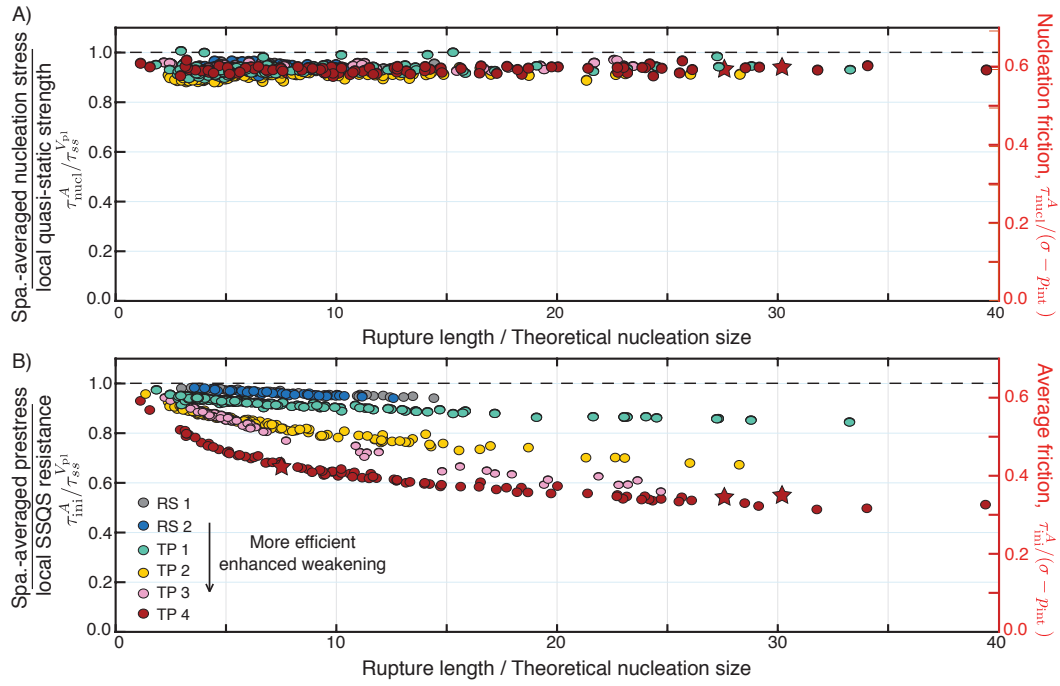 A)
Spa.-averaged nucleation stress
local quasi-static strength
τ^A_nucl/τ^{V_pl}_ss
1.0
0.8
0.6
0.4
0.2
0.0
0 10 20 30 40
Rupture length / Theoretical nucleation size
0.6
0.4
0.2
0.0
Nucleation friction, τ^A_nucl/(σ − p_int)
B)
Spa.-averaged prestress
local SSQS resistance
τ^A_ini/τ^{V_pl}_ss
1.0
0.8
0.6
0.4
0.2
0.0
RS 1
RS 2
TP 1
TP 2
TP 3
TP 4
More efficient
enhanced weakening
0 10 20 30 40
Rupture length / Theoretical nucleation size
0.6
0.4
0.2
0.0
Average friction, τ^A_ini/(σ − p_int)